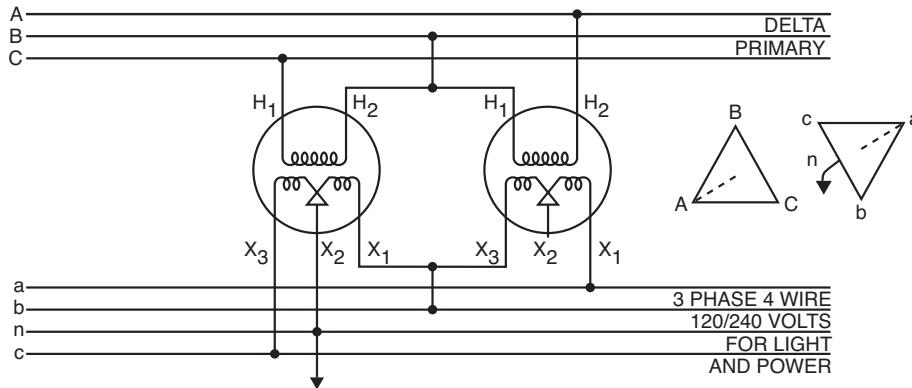 A
B
C
DELTA
PRIMARY
H1
H2
H1
H2
X3
X2
X1
X3
X2
X1
B
A
C
c
a
n
b
a
b
n
c
3 PHASE 4 WIRE
120/240 VOLTS
FOR LIGHT
AND POWER